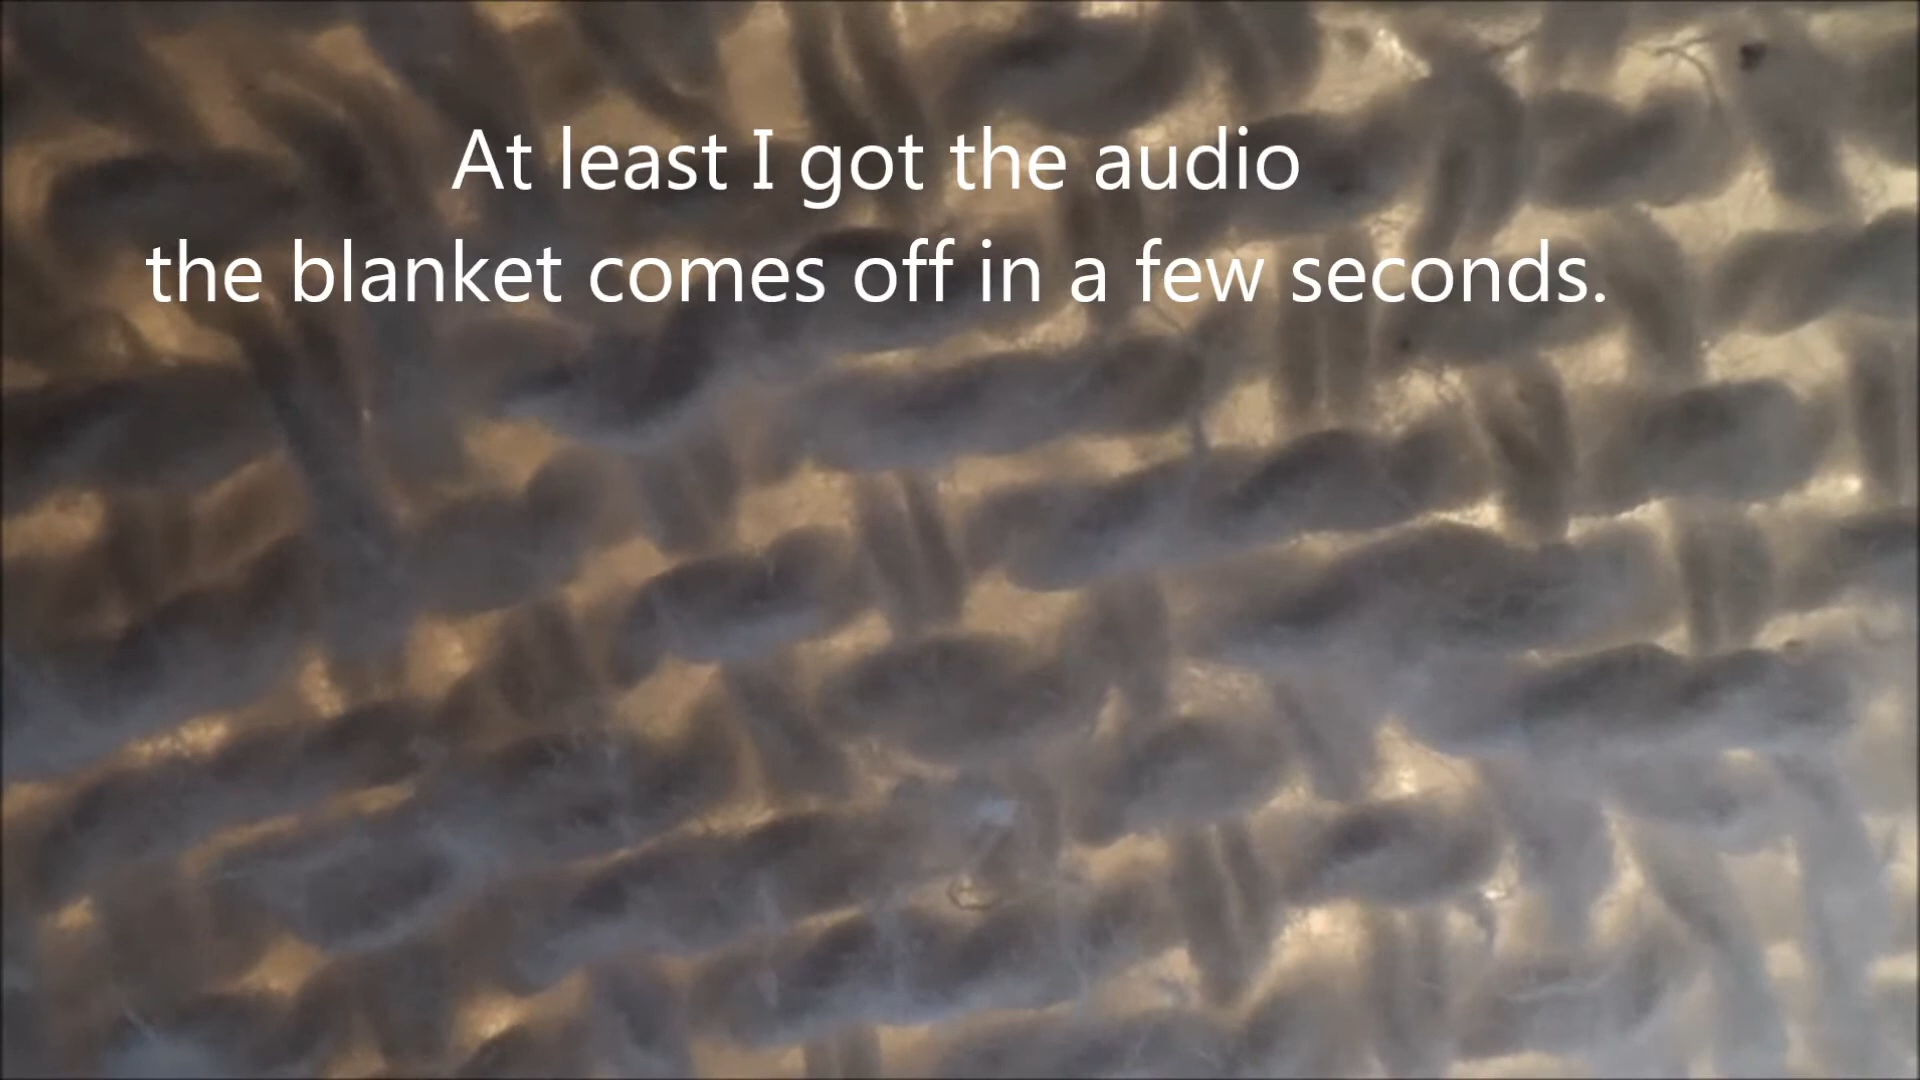 At least I got the audio
the blanket comes off in a few seconds.